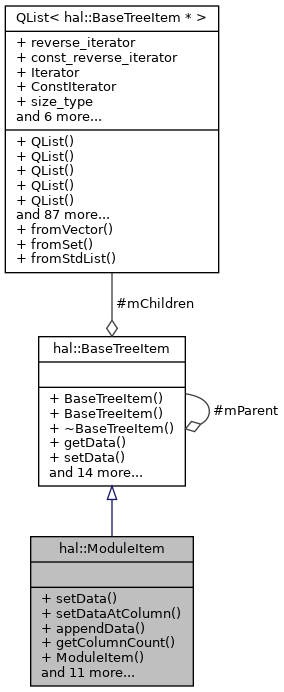 QList< hal::BaseTreeItem * >
+ reverse_iterator
+ const_reverse_iterator
+ Iterator
+ ConstIterator
+ size_type
and 6 more...
+ QList()
+ QList()
+ QList()
+ QList()
+ QList()
and 87 more...
+ fromVector()
+ fromSet()
+ fromStdList()
#mChildren
hal::BaseTreeItem
+ BaseTreeItem()
+ BaseTreeItem()
+ ~BaseTreeItem()
+ getData()
+ setData()
and 14 more...
#mParent
hal::ModuleItem
+ setData()
+ setDataAtColumn()
+ appendData()
+ getColumnCount()
+ ModuleItem()
and 11 more...